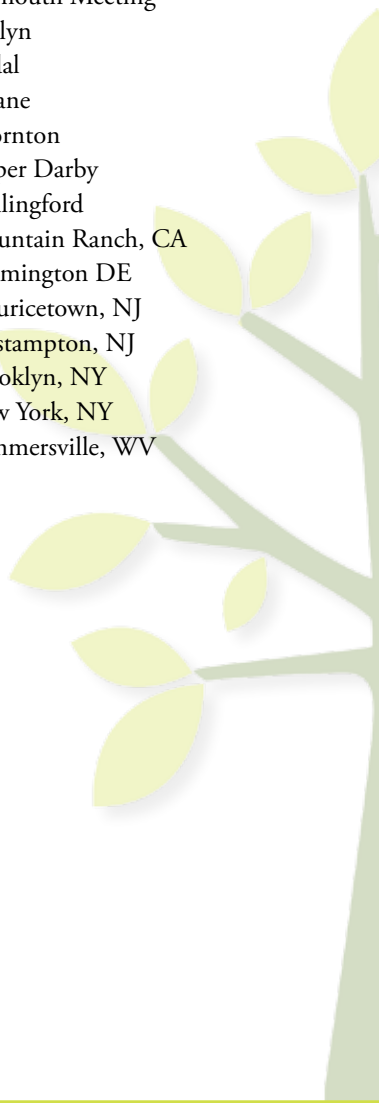 mouth Meeting
lyn
lal
ane
ornton
per Darby
lingford
untain Ranch, CA
mington DE
uricetown, NJ
stampton, NJ
oklyn, NY
w York, NY
nmersville, WV